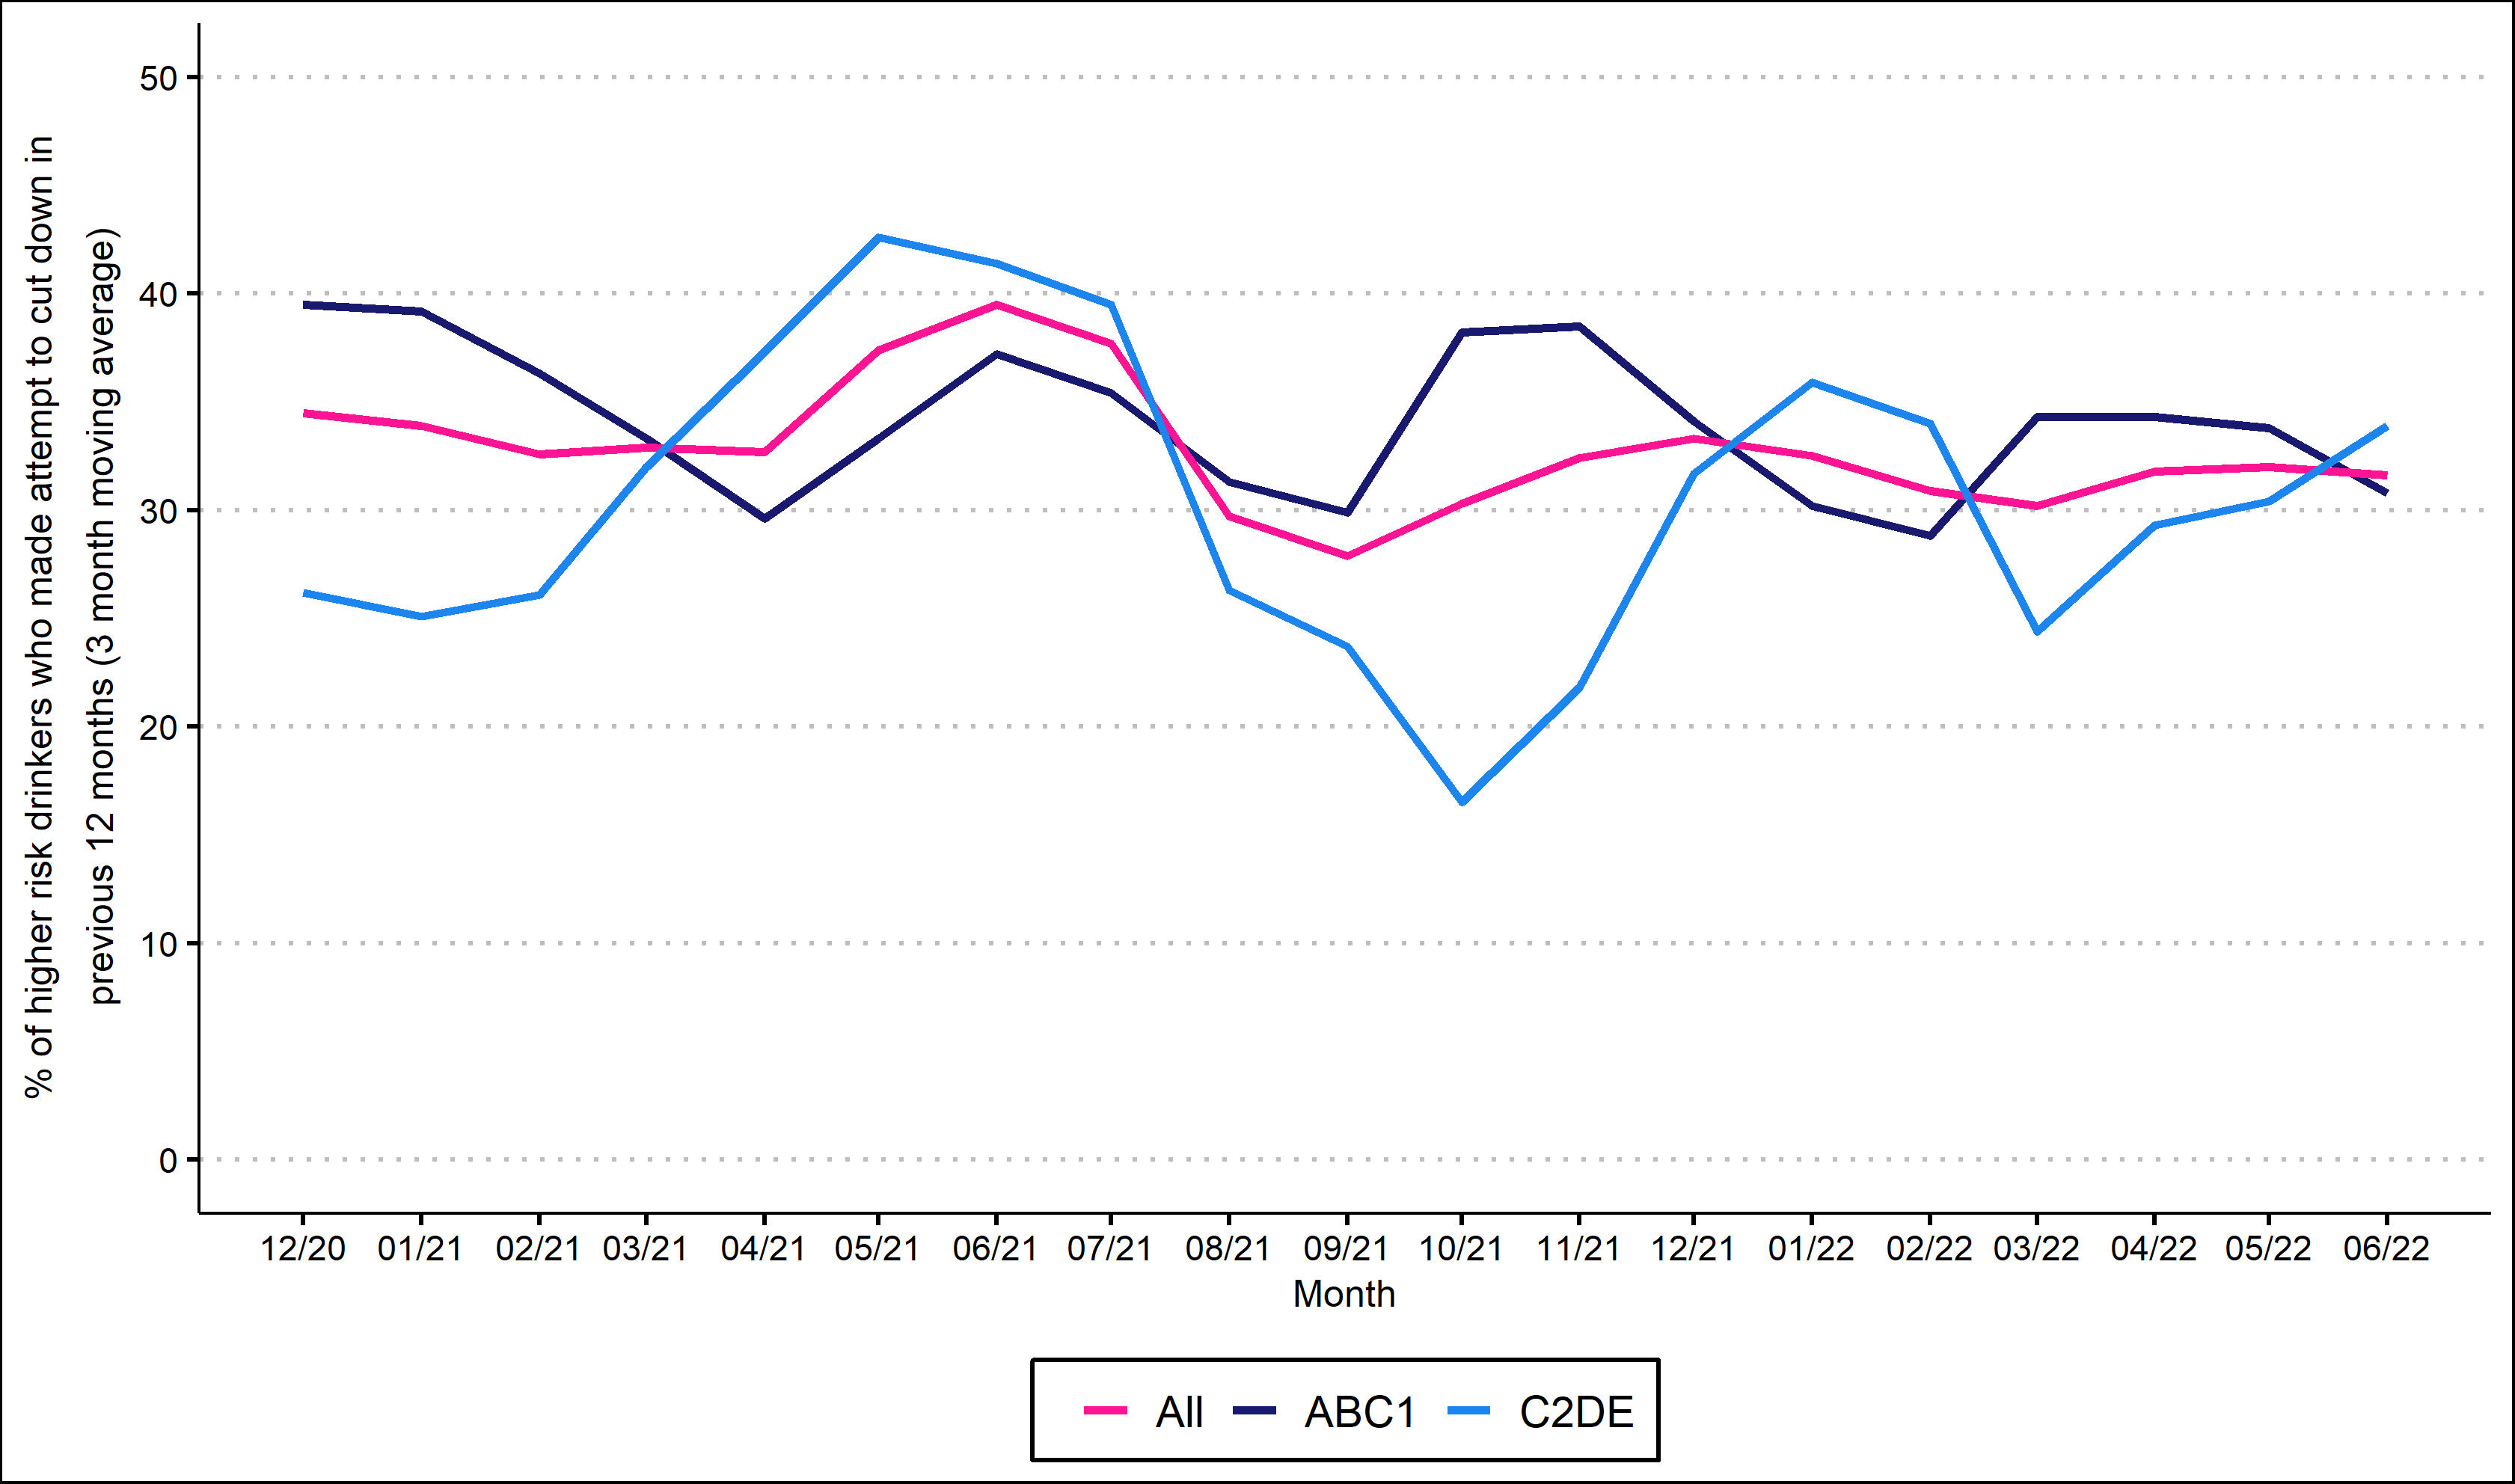 % of higher risk drinkers who made attempt to cut down in
previous 12 months (3 month moving average)
50
40
30
20
10
0
12/20 01/21 02/21 03/21 04/21 05/21 06/21 07/21 08/21 09/21 10/21 11/21 12/21 01/22 02/22 03/22 04/22 05/22 06/22
Month
All ABC1 C2DE